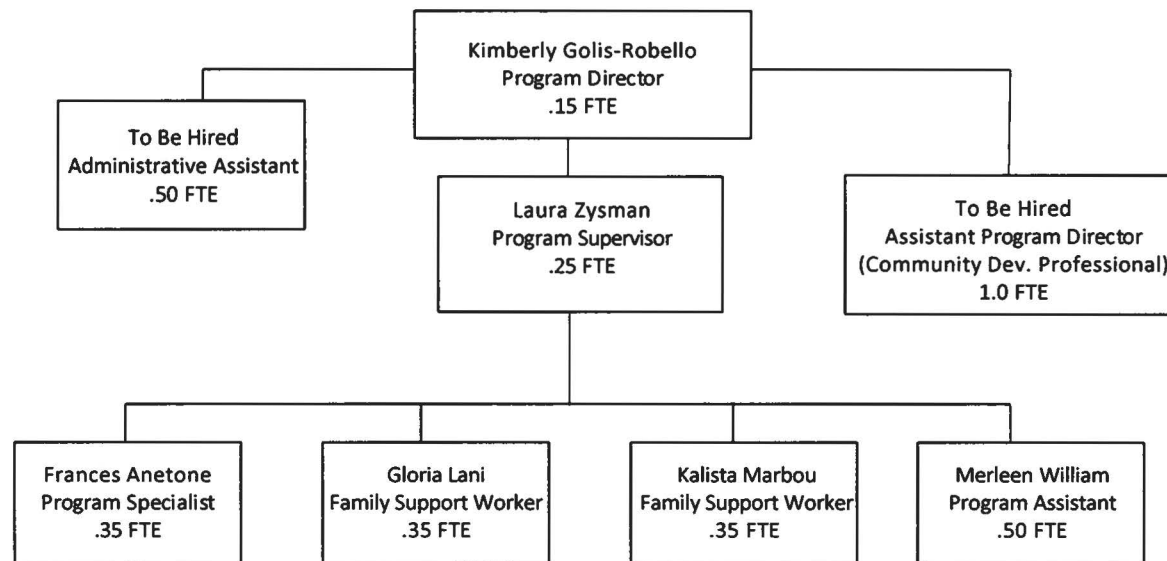 Kimberly Golis-Robello
Program Director
.15 FTE
To Be Hired
Administrative Assistant
.50 FTE
Laura Zysman
Program Supervisor
.25 FTE
To Be Hired
Assistant Program Director
(Community Dev. Professional)
1.0 FTE
Frances Anetone
Program Specialist
.35 FTE
Gloria Lani
Family Support Worker
.35 FTE
Kalista Marbou
Family Support Worker
.35 FTE
Merleen William
Program Assistant
.50 FTE